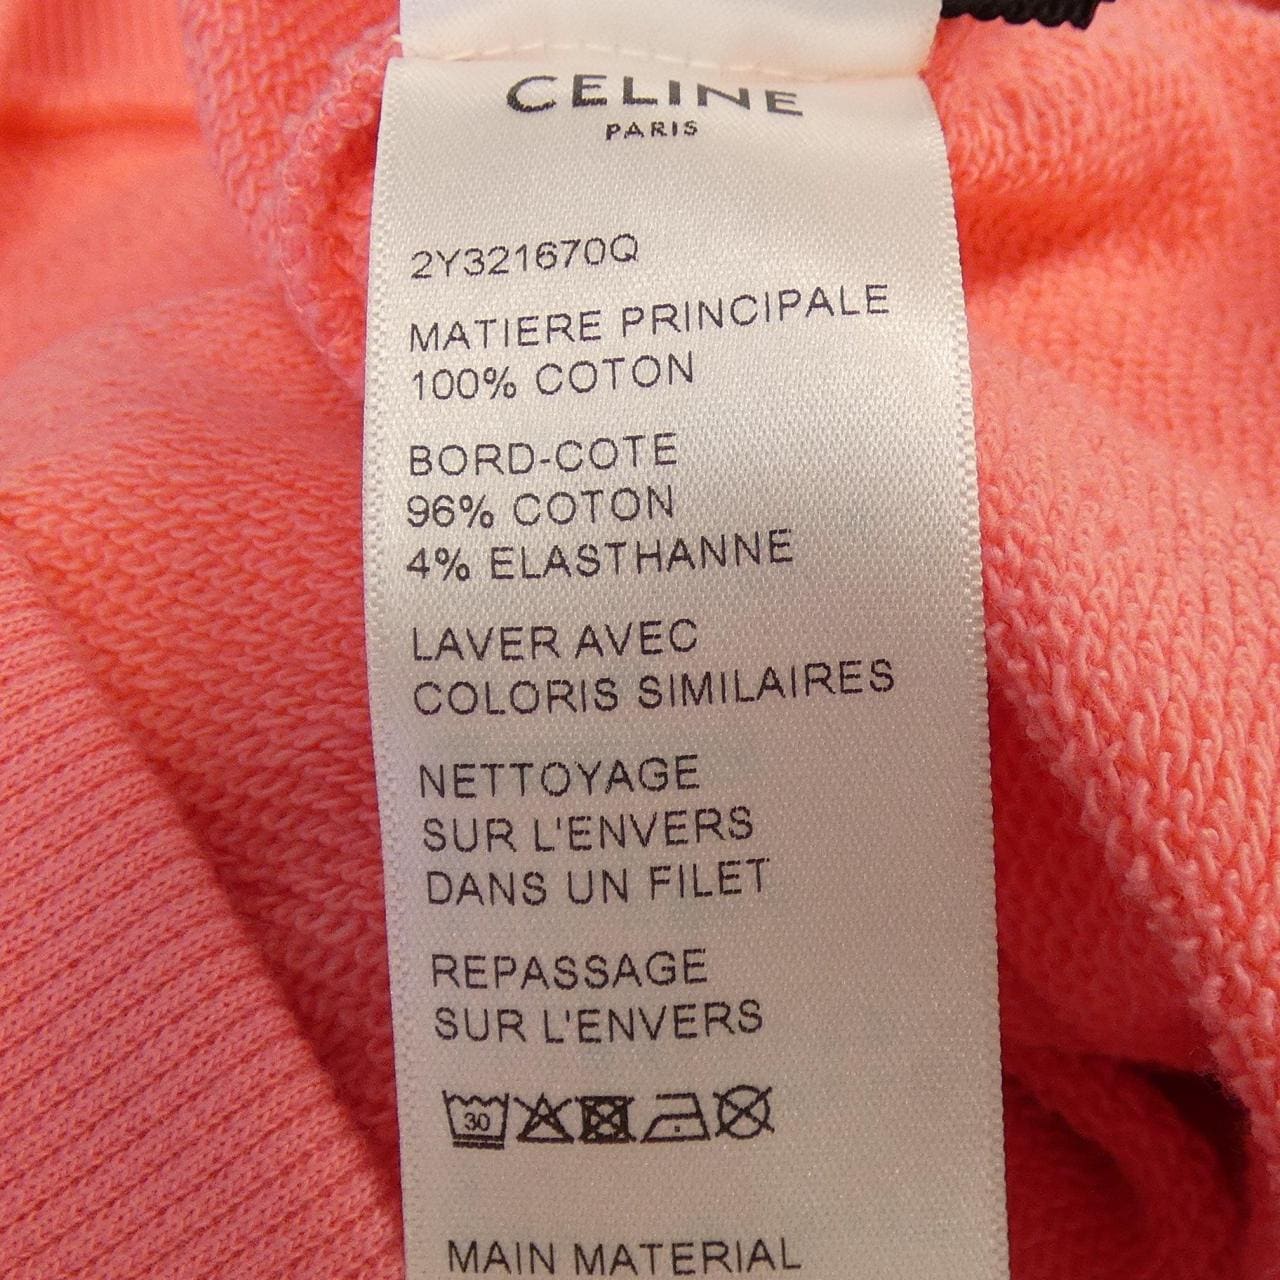 CELINE
PARIS
2Y321670Q
MATIERE PRINCIPALE
100% COTON
BORD-COTE
96% COTON
4% ELASTHANNE
LAVER AVEC
COLORIS SIMILAIRES
NETTOYAGE
SUR L'ENVERS
DANS UN FILET
REPASSAGE
SUR L'ENVERS
30
MAIN MATERIAL